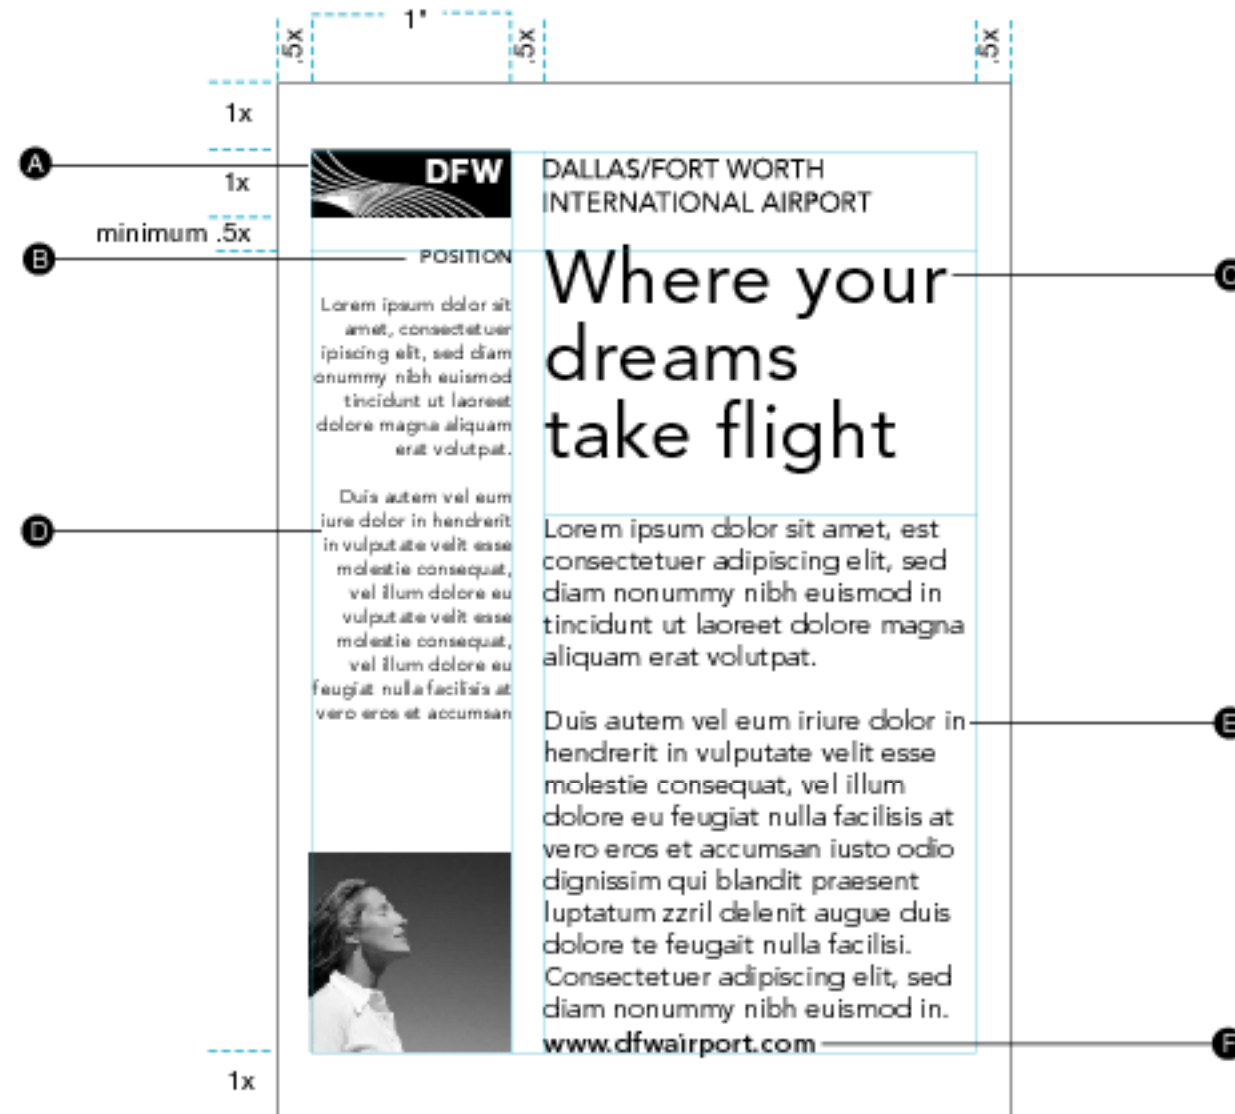 .5x
1"
.5x
.5x
1x
A
1x
DFW
DALLAS/FORT WORTH
INTERNATIONAL AIRPORT
minimum .5x
B
POSITION
Lorem ipsum dolor sit
amet, consectetuer
ipiscing elit, sed diam
onummy nibh euismod
tincidunt ut laoreet
dolore magna aliquam
erat volutpat.
Duis autem vel eum
iure dolor in hendrerit
in vulputate velit esse
molestie consequat,
vel illum dolore eu
vulputate velit esse
molestie consequat,
vel illum dolore eu
feugiat nulla facilisis at
vero eros et accumsan
D
Where your
dreams
take flight
C
Lorem ipsum dolor sit amet, est
consectetuer adipiscing elit, sed
diam nonummy nibh euismod in
tincidunt ut laoreet dolore magna
aliquam erat volutpat.
Duis autem vel eum iriure dolor in
hendrerit in vulputate velit esse
molestie consequat, vel illum
dolore eu feugiat nulla facilisis at
vero eros et accumsan iusto odio
dignissim qui blandit praesent
luptatum zzril delenit augue duis
dolore te feugait nulla facilisi.
Consectetuer adipiscing elit, sed
diam nonummy nibh euismod in.
E
www.dfwairport.com
F
1x